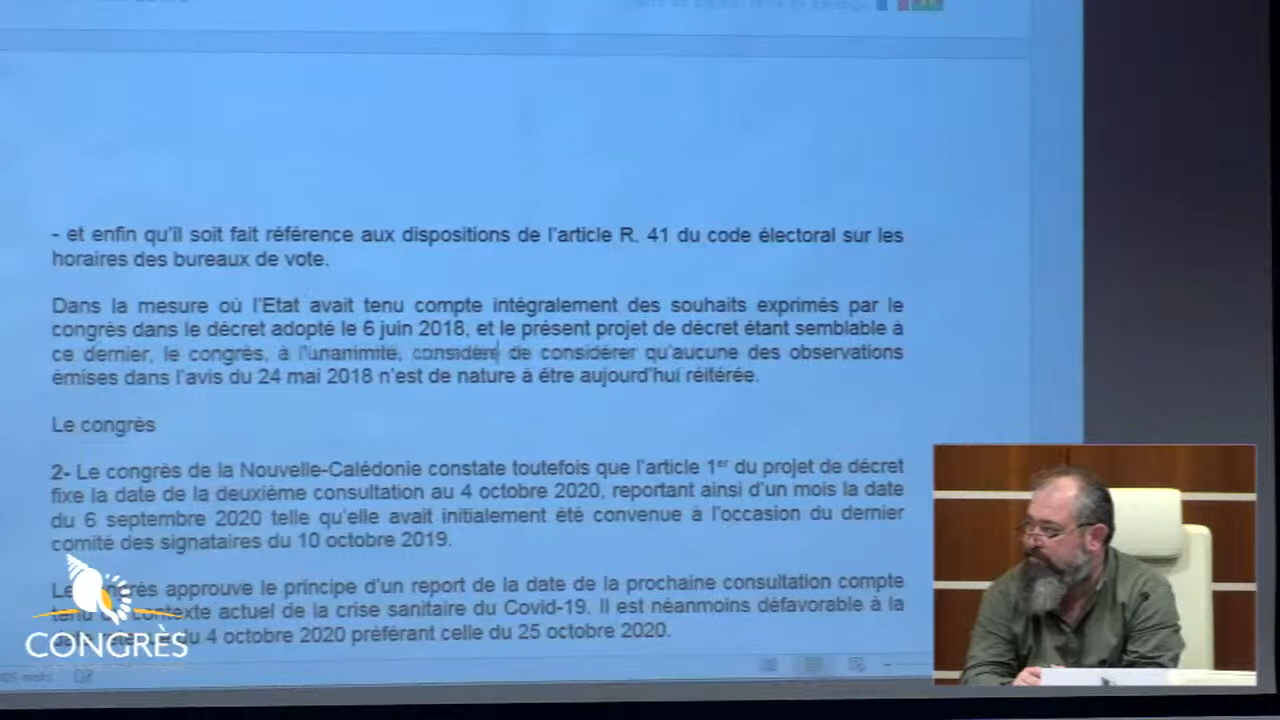 - et enfin qu'il soit fait référence aux dispositions de l'article R. 41 du code électoral sur les
horaires des bureaux de vote.
Dans la mesure où l'Etat avait tenu compte intégralement des souhaits exprimés par le
congrès dans le décret adopté le 6 juin 2018, et le présent projet de décret étant semblable à
ce dernier, le congrès, à l'unanimité, considère de considérer qu'aucune des observations
émises dans l'avis du 24 mai 2018 n'est de nature à être aujourd'hui réitérée.
Le congrès
2- Le congrès de la Nouvelle-Calédonie constate toutefois que l'article 1er du projet de décret
fixe la date de la deuxième consultation au 4 octobre 2020, reportant ainsi d'un mois la date
du 6 septembre 2020 telle qu'elle avait initialement été convenue à l'occasion du dernier
comité des signataires du 10 octobre 2019.
Le congrès approuve le principe d'un report de la date de la prochaine consultation compte
tenu du contexte actuel de la crise sanitaire du Covid-19. Il est néanmoins défavorable à la
du 4 octobre 2020 préférant celle du 25 octobre 2020.
CONGRÈS